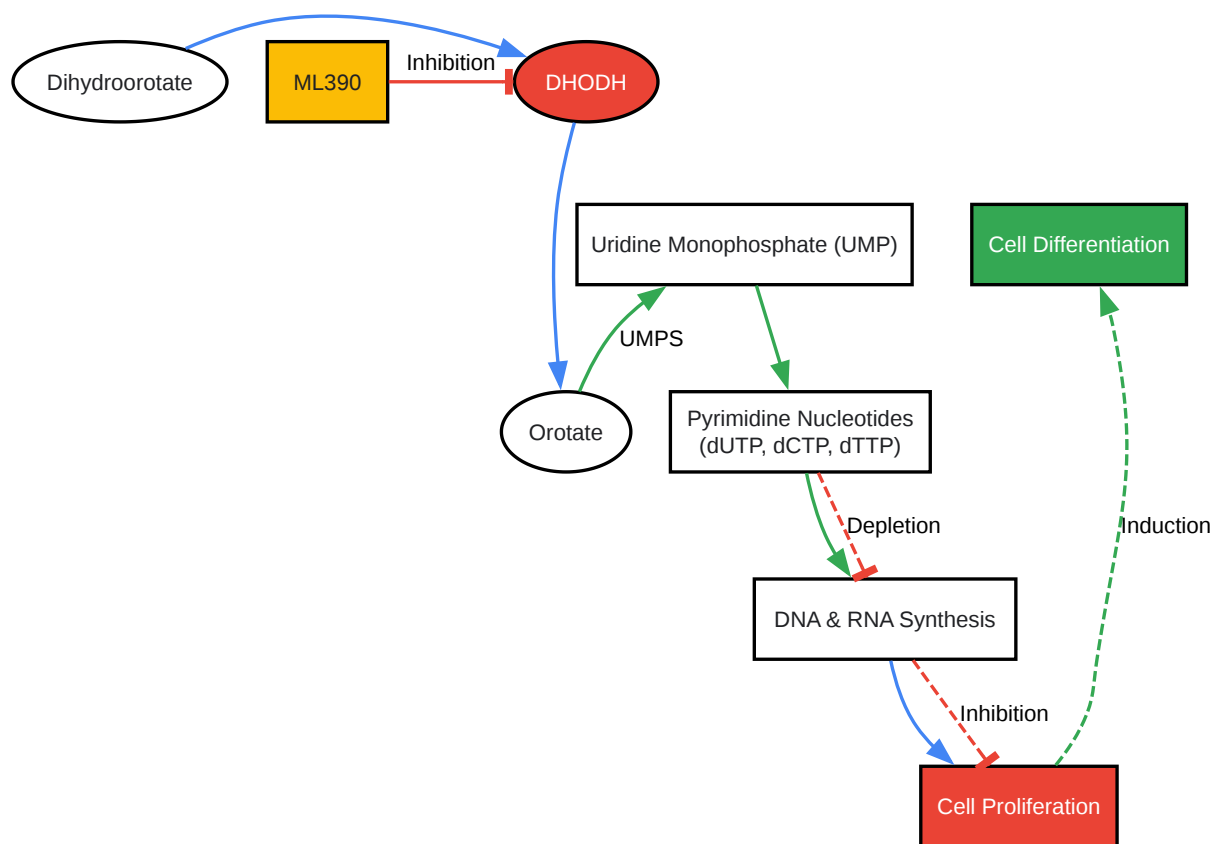 Dihydroorotate
ML390
Inhibition
DHODH
Uridine Monophosphate (UMP)
Cell Differentiation
UMPS
Orotate
Pyrimidine Nucleotides
(dUTP, dCTP, dTTP)
Depletion
Induction
DNA & RNA Synthesis
Inhibition
Cell Proliferation